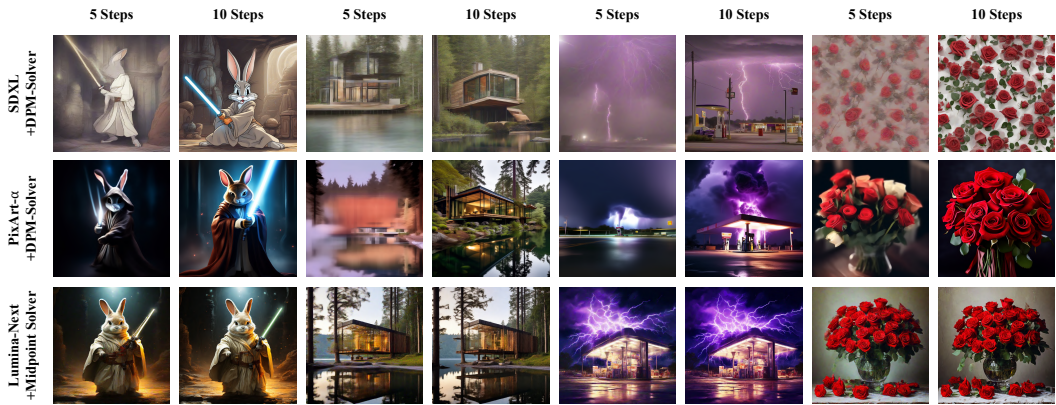 5 Steps 10 Steps 5 Steps 10 Steps 5 Steps 10 Steps 5 Steps 10 Steps
SDXL
+DPM-Solver
PixArt-α
+DPM-Solver
Lumina-Next
+Midpoint Solver